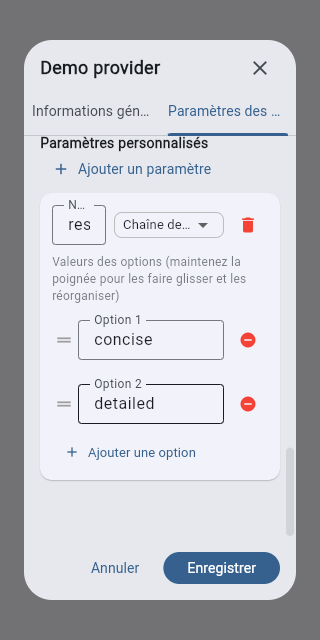 Demo provider
Informations gén…
Paramètres des …
Paramètres personnalisés
Ajouter un paramètre
N…
res
Chaîne de…
Valeurs des options (maintenez la
poignée pour les faire glisser et les
réorganiser)
Option 1
concise
Option 2
detailed
Ajouter une option
Annuler
Enregistrer